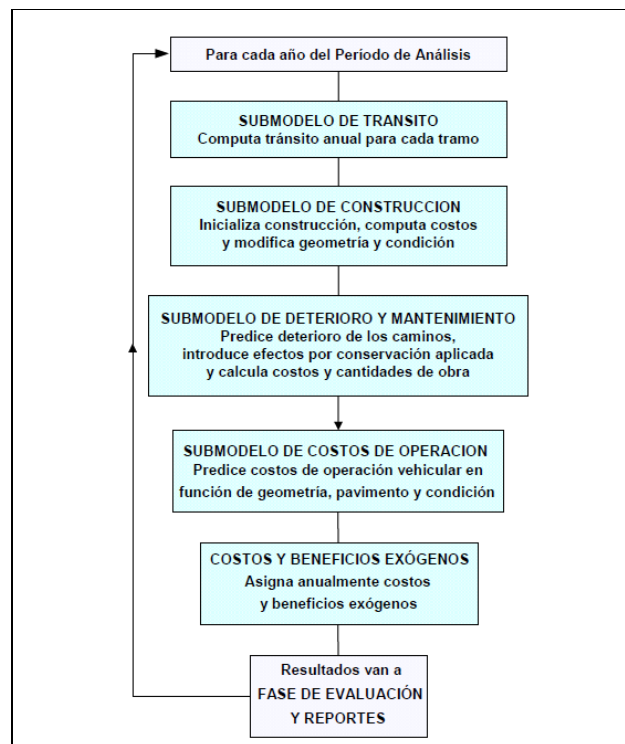 Para cada año del Período de Análisis
SUBMODELO DE TRANSITO
Computa tránsito anual para cada tramo
SUBMODELO DE CONSTRUCCION
Inicializa construcción, computa costos
y modifica geometría y condición
SUBMODELO DE DETERIORO Y MANTENIMIENTO
Predice deterioro de los caminos,
introduce efectos por conservación aplicada
y calcula costos y cantidades de obra
SUBMODELO DE COSTOS DE OPERACION
Predice costos de operación vehicular en
función de geometría, pavimento y condición
COSTOS Y BENEFICIOS EXÓGENOS
Asigna anualmente costos
y beneficios exógenos
Resultados van a
FASE DE EVALUACIÓN
Y REPORTES